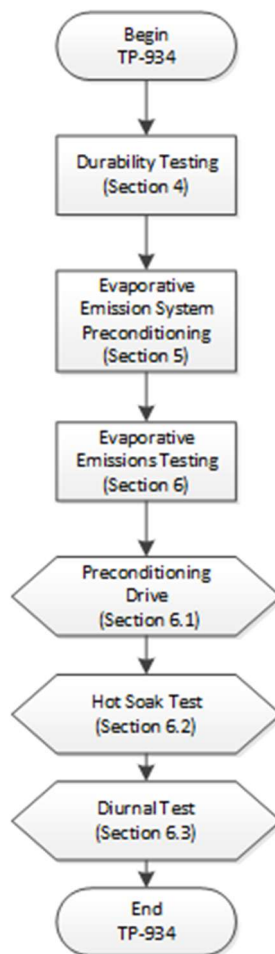 Begin
TP-934
Durability Testing
(Section 4)
Evaporative
Emission System
Preconditioning
(Section 5)
Evaporative
Emissions Testing
(Section 6)
Preconditioning
Drive
(Section 6.1)
Hot Soak Test
(Section 6.2)
Diurnal Test
(Section 6.3)
End
TP-934